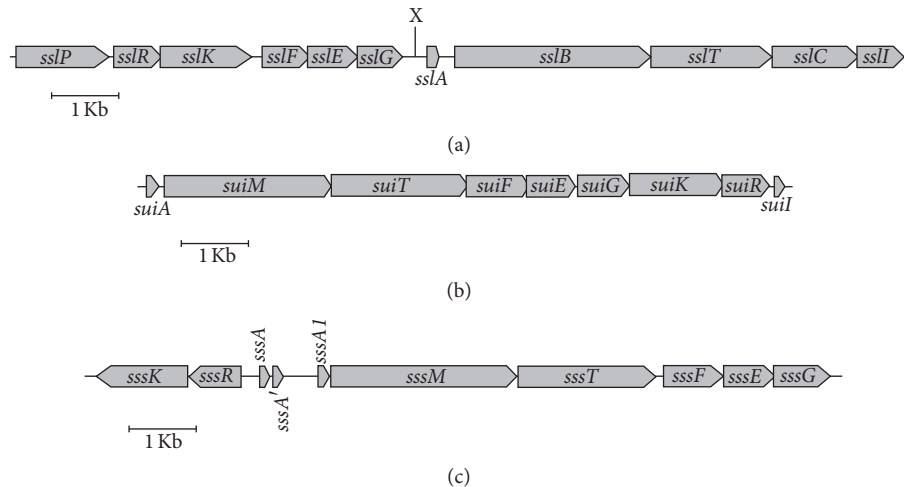 X
sslP sslR sslK sslF sslE sslG sslB sslT sslC sslI
sslA
1 Kb
(a)
suiM suiT suiF suiE suiG suiK suiR
suiA suiI
1 Kb
(b)
sssA sssA1
sssK sssR sssM sssT sssF sssE sssG
sssA′
1 Kb
(c)